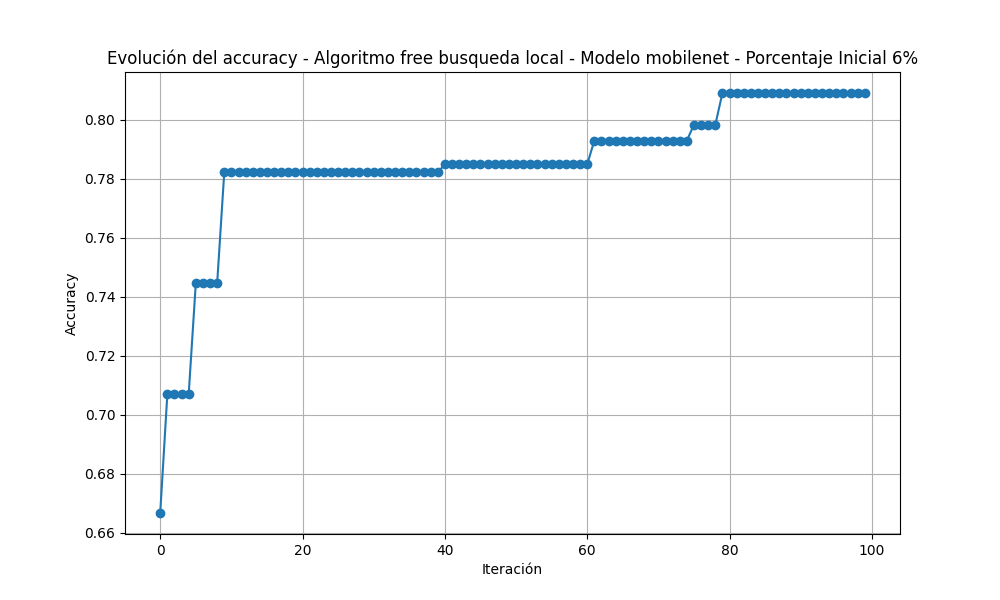 Evolución del accuracy - Algoritmo free busqueda local - Modelo mobilenet - Porcentaje Inicial 6%
Accuracy
0.80
0.78
0.76
0.74
0.72
0.70
0.68
0.66
0 20 40 60 80 100
Iteración